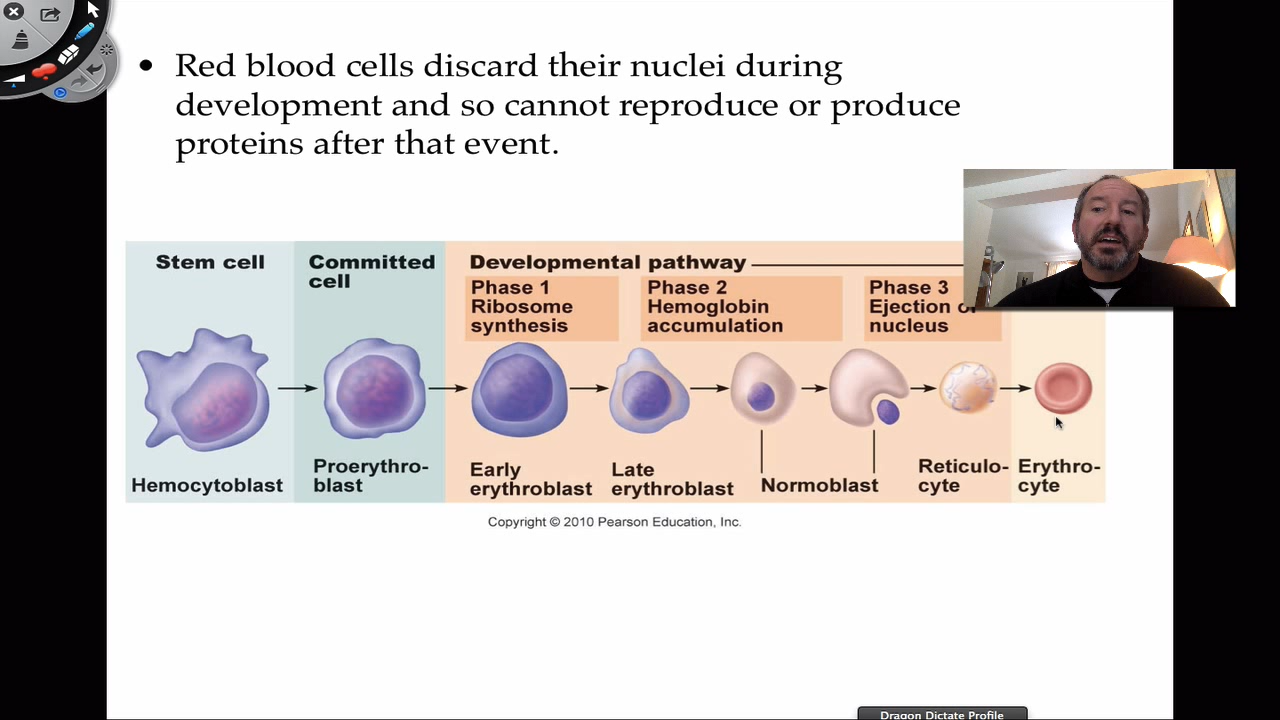 • Red blood cells discard their nuclei during
development and so cannot reproduce or produce
proteins after that event.
Stem cell
Committed
cell
Developmental pathway
Phase 1
Ribosome
synthesis
Phase 2
Hemoglobin
accumulation
Phase 3
Ejection of
nucleus
Hemocytoblast
Proerythro-
blast
Early
erythroblast
Late
erythroblast
Normoblast
Reticulo-
cyte
Erythro-
cyte
Copyright © 2010 Pearson Education, Inc.
Dragon Dictate Profile